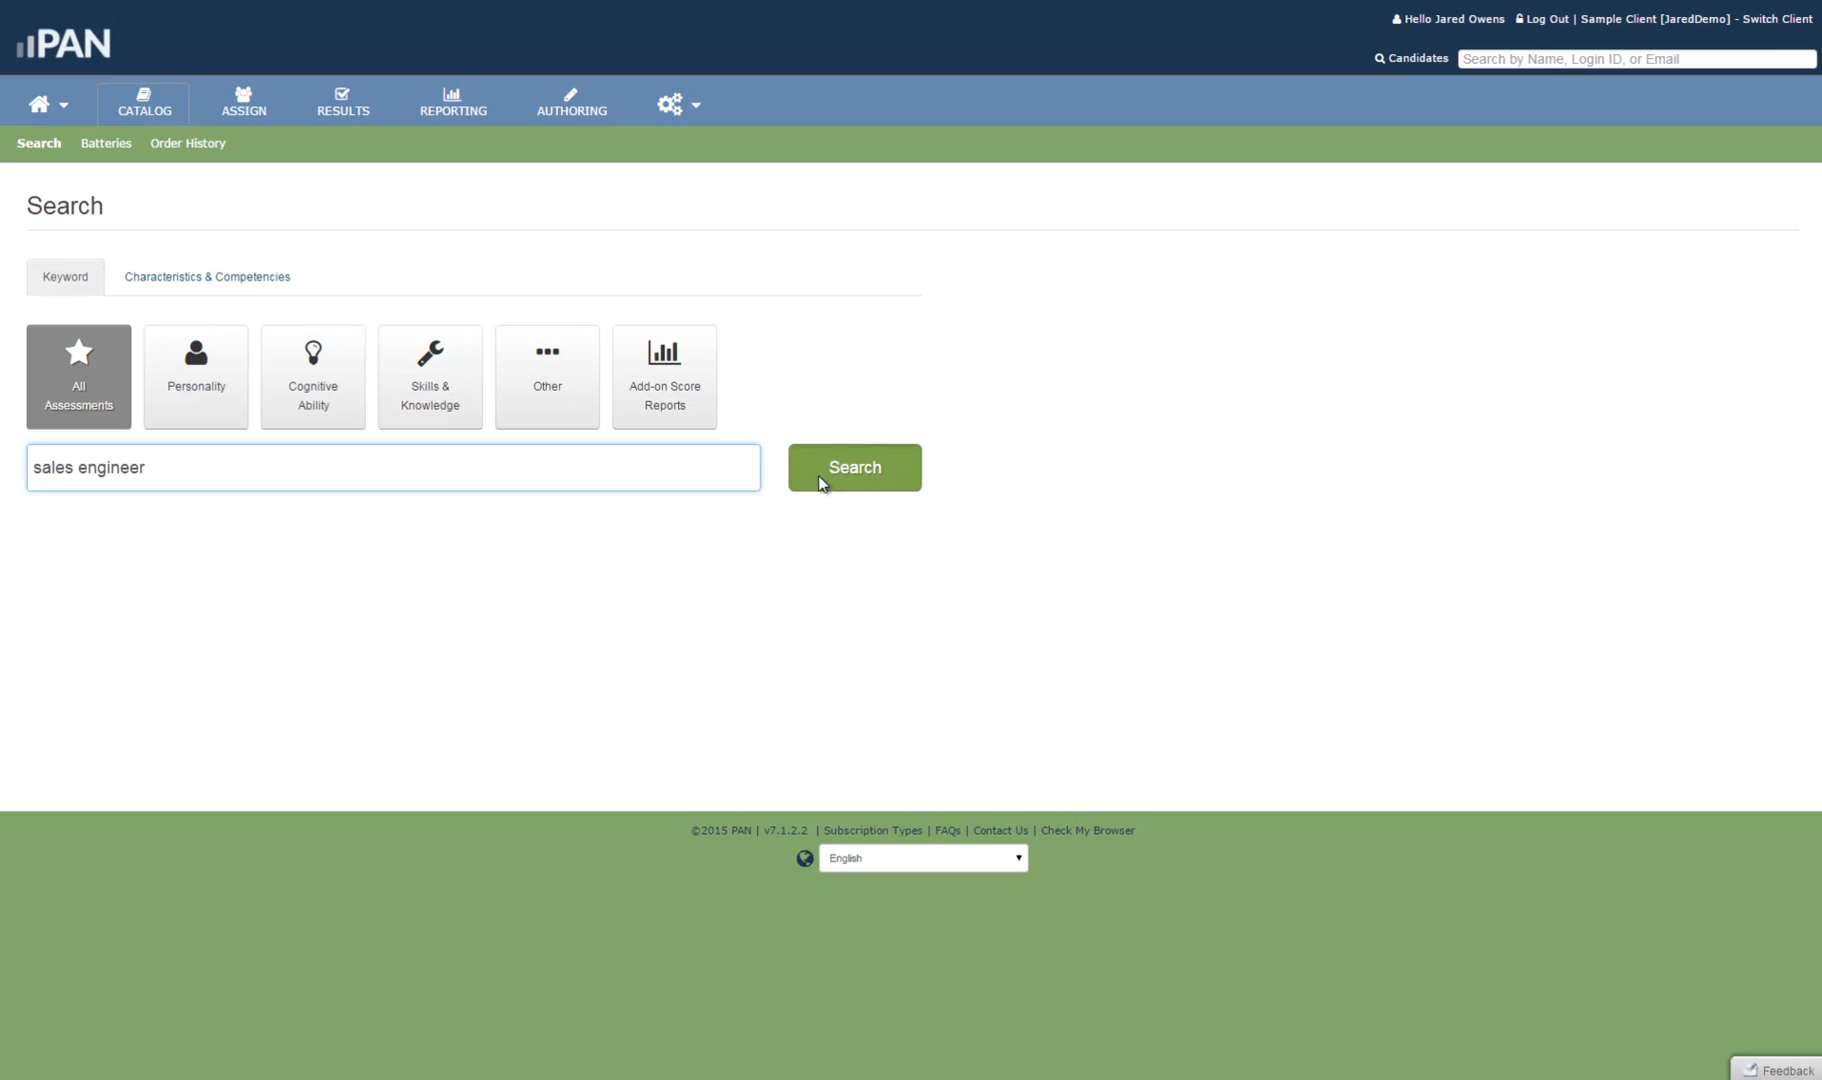 Hello Jared Owens Log Out | Sample Client [JaredDemo] - Switch Client
PAN
Candidates Search by Name, Login ID, or Email
CATALOG ASSIGN RESULTS REPORTING AUTHORING
Search Batteries Order History
Search
Keyword Characteristics & Competencies
All Assessments
Personality
Cognitive Ability
Skills & Knowledge
Other
Add-on Score Reports
sales engineer Search
©2015 PAN | v7.1.2.2 | Subscription Types | FAQs | Contact Us | Check My Browser
English
Feedback